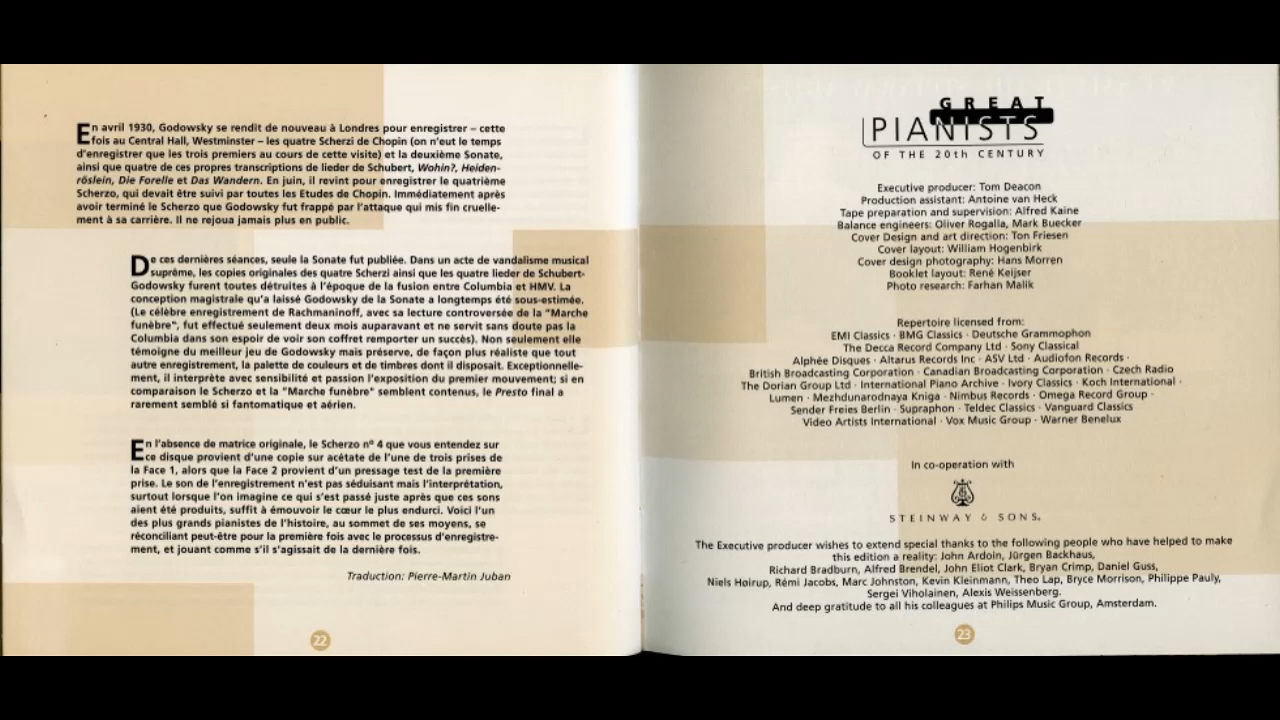 En avril 1930, Godowsky se rendit de nouveau à Londres pour enregistrer – cette
fois au Central Hall, Westminster – les quatre Scherzi de Chopin (on n'eut le temps
d'enregistrer que les trois premiers au cours de cette visite) et la deuxième Sonate,
ainsi que quatre de ces propres transcriptions de lieder de Schubert, Wohin?, Heiden-
röslein, Die Forelle et Das Wandern. En juin, il revint pour enregistrer le quatrième
Scherzo, qui devait être suivi par toutes les Etudes de Chopin. Immédiatement après
avoir terminé le Scherzo que Godowsky fut frappé par l'attaque qui mis fin cruelle-
ment à sa carrière. Il ne rejoua jamais plus en public.
De ces dernières séances, seule la Sonate fut publiée. Dans un acte de vandalisme musical
suprême, les copies originales des quatre Scherzi ainsi que les quatre lieder de Schubert-
Godowsky furent toutes détruites à l'époque de la fusion entre Columbia et HMV. La
conception magistrale qu'a laissé Godowsky de la Sonate a longtemps été sous-estimée.
(Le célèbre enregistrement de Rachmaninoff, avec sa lecture controversée de la "Marche
funèbre", fut effectué seulement deux mois auparavant et ne servit sans doute pas la
Columbia dans son espoir de voir son coffret remporter un succès). Non seulement elle
témoigne du meilleur jeu de Godowsky mais préserve, de façon plus réaliste que tout
autre enregistrement, la palette de couleurs et de timbres dont il disposait. Exceptionnelle-
ment, il interprète avec sensibilité et passion l'exposition du premier mouvement; si en
comparaison le Scherzo et la "Marche funèbre" semblent contenus, le Presto final a
rarement semblé si fantomatique et aérien.
En l'absence de matrice originale, le Scherzo nº 4 que vous entendez sur
ce disque provient d'une copie sur acétate de l'une de trois prises de
la Face 1, alors que la Face 2 provient d'un pressage test de la première
prise. Le son de l'enregistrement n'est pas séduisant mais l'interprétation,
surtout lorsque l'on imagine ce qui s'est passé juste après que ces sons
aient été produits, suffit à émouvoir le cœur le plus endurci. Voici l'un
des plus grands pianistes de l'histoire, au sommet de ses moyens, se
réconciliant peut-être pour la première fois avec le processus d'enregistre-
ment, et jouant comme s'il s'agissait de la dernière fois.
Traduction: Pierre-Martin Juban
22
GREAT
PIANISTS
OF THE 20th CENTURY
Executive producer: Tom Deacon
Production assistant: Antoine van Heck
Tape preparation and supervision: Alfred Kaine
Balance engineers: Oliver Rogalla, Mark Buecker
Cover Design and art direction: Ton Friesen
Cover layout: William Hogenbirk
Cover design photography: Hans Morren
Booklet layout: René Keijser
Photo research: Farhan Malik
Repertoire licensed from:
EMI Classics · BMG Classics · Deutsche Grammophon
The Decca Record Company Ltd · Sony Classical
Alphée Disques · Altarus Records Inc · ASV Ltd · Audiofon Records ·
British Broadcasting Corporation · Canadian Broadcasting Corporation · Czech Radio
The Dorian Group Ltd · International Piano Archive · Ivory Classics · Koch International ·
Lumen · Mezhdunarodnaya Kniga · Nimbus Records · Omega Record Group ·
Sender Freies Berlin · Supraphon · Teldec Classics · Vanguard Classics
Video Artists International · Vox Music Group · Warner Benelux
In co-operation with
STEINWAY & SONS.
The Executive producer wishes to extend special thanks to the following people who have helped to make
this edition a reality: John Ardoin, Jürgen Backhaus,
Richard Bradburn, Alfred Brendel, John Eliot Clark, Bryan Crimp, Daniel Guss,
Niels Høirup, Rémi Jacobs, Marc Johnston, Kevin Kleinmann, Theo Lap, Bryce Morrison, Philippe Pauly,
Sergei Viholainen, Alexis Weissenberg.
And deep gratitude to all his colleagues at Philips Music Group, Amsterdam.
23